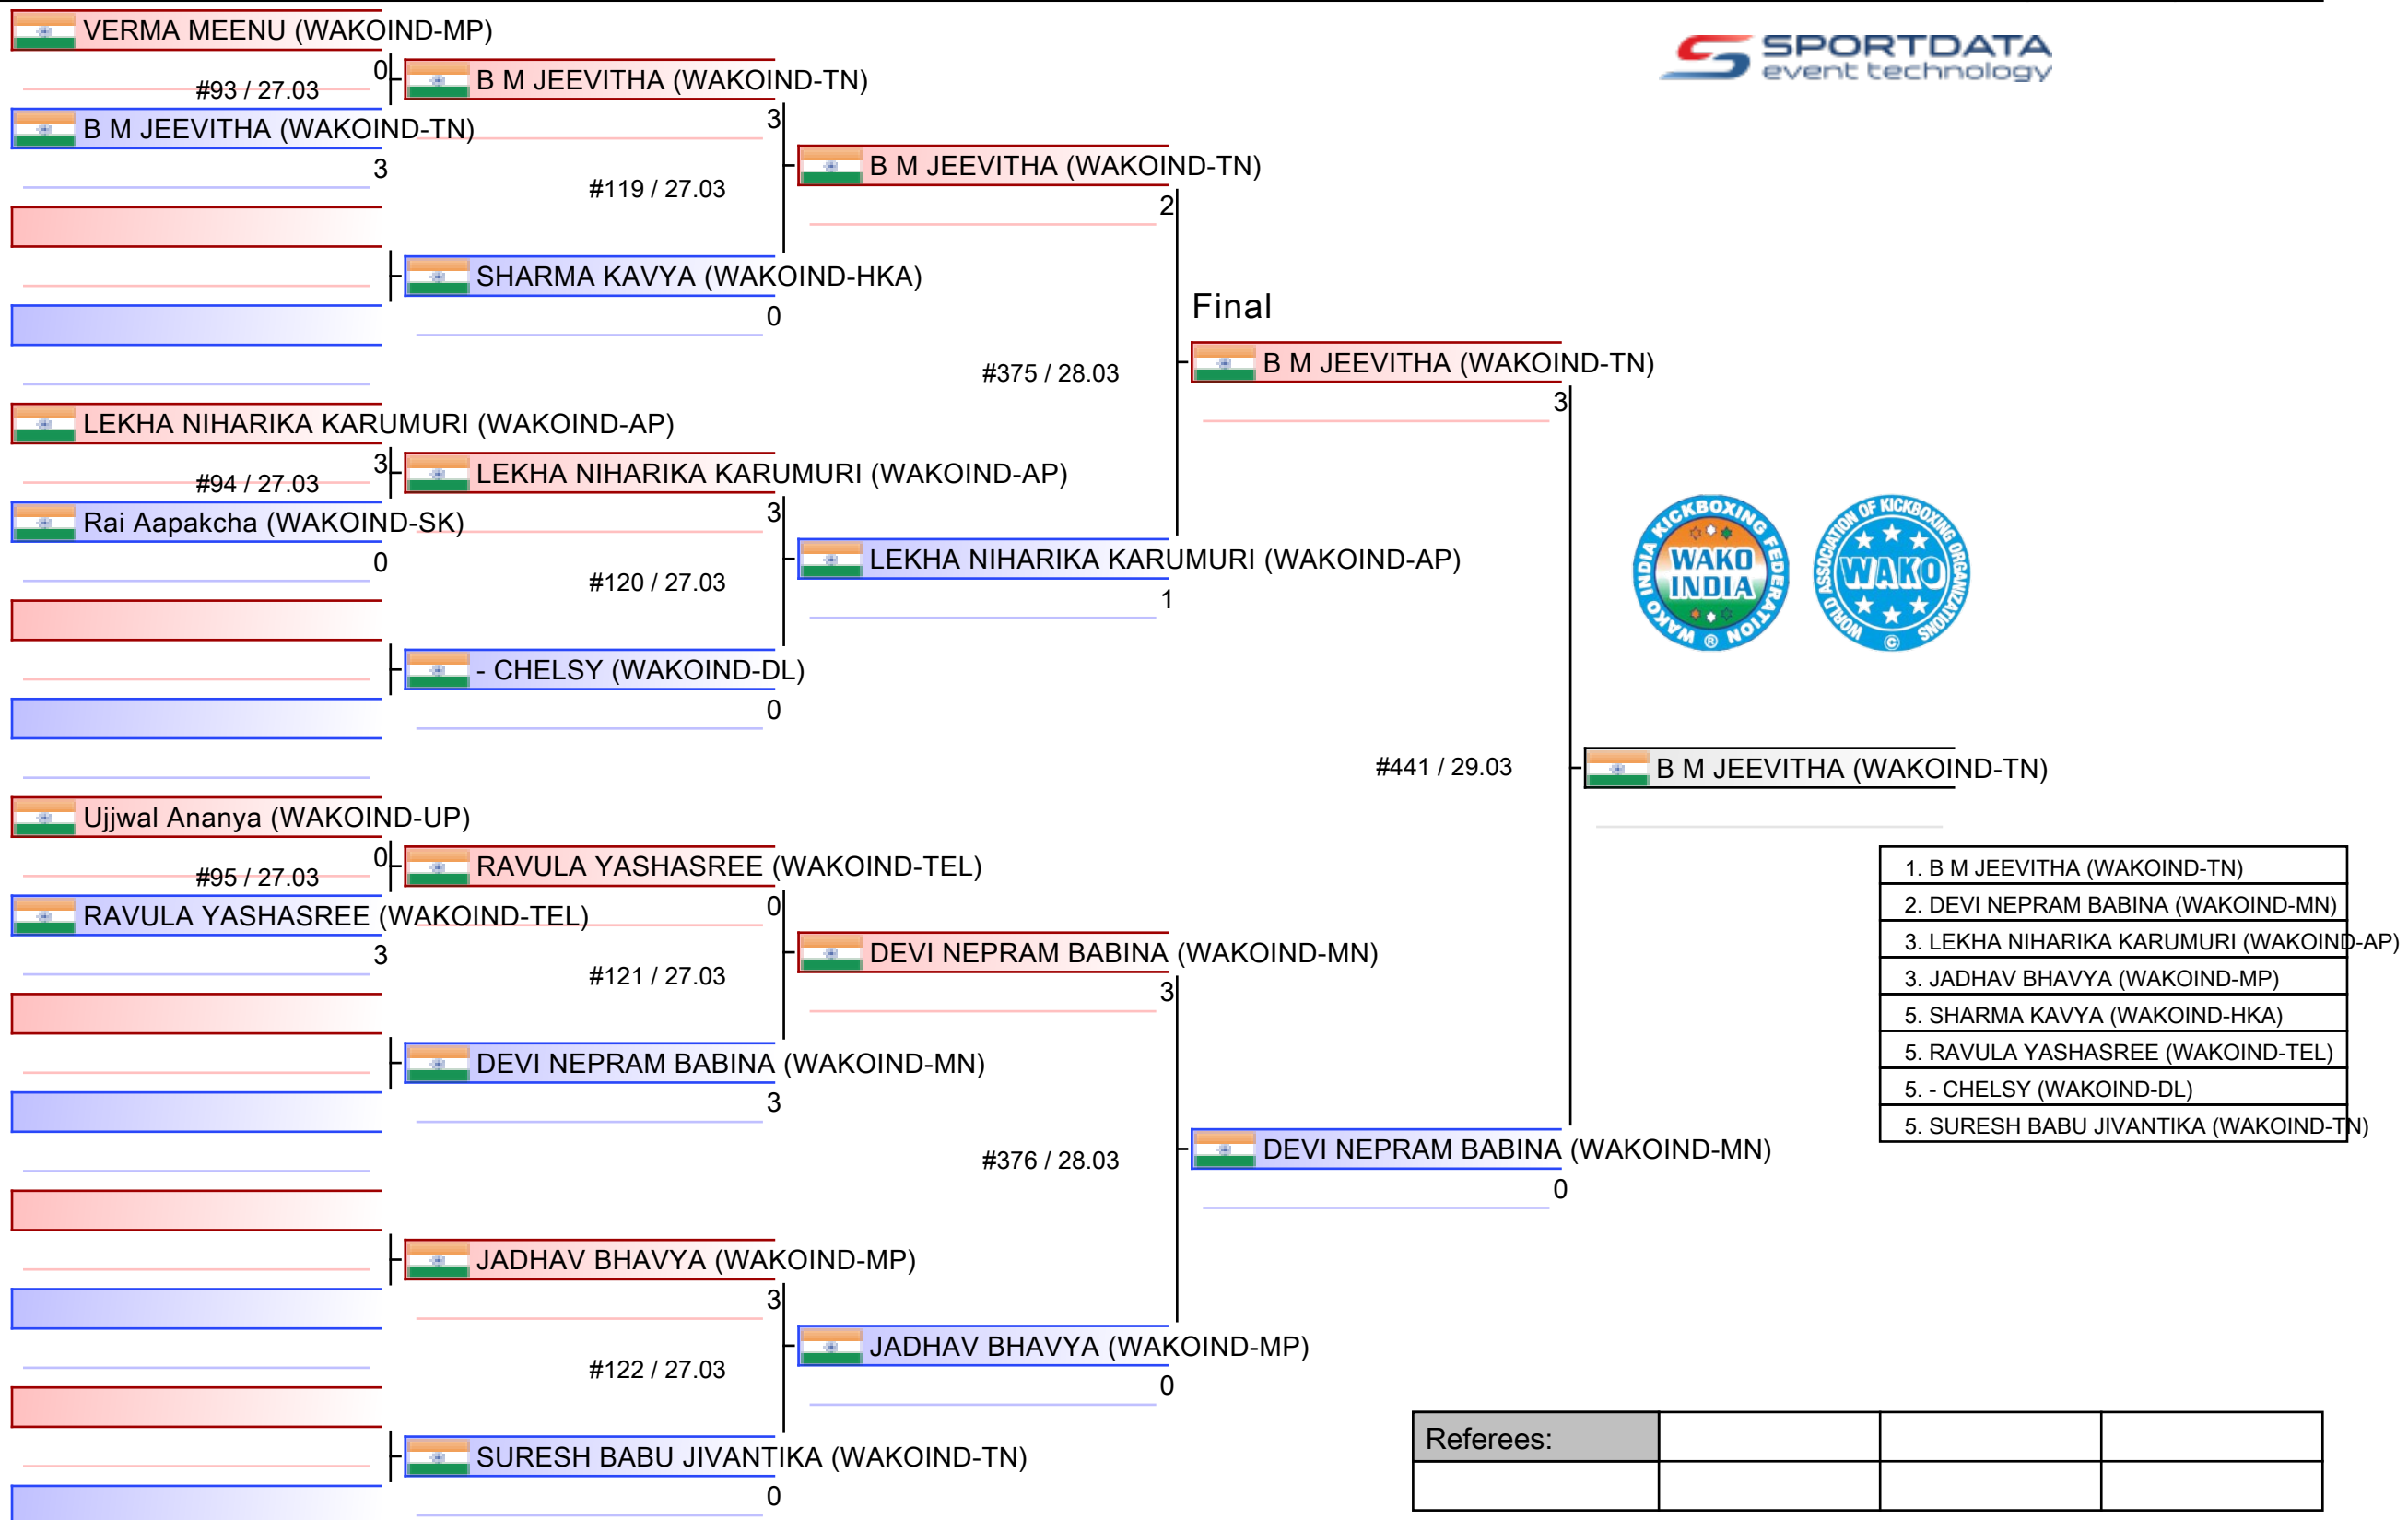 VERMA MEENU (WAKOIND-MP)
0
#93 / 27.03
B M JEEVITHA (WAKOIND-TN)
3
LEKHA NIHARIKA KARUMURI (WAKOIND-AP)
3
#94 / 27.03
Rai Aapakcha (WAKOIND-SK)
0
Ujjwal Ananya (WAKOIND-UP)
0
#95 / 27.03
RAVULA YASHASREE (WAKOIND-TEL)
3
B M JEEVITHA (WAKOIND-TN)
3
#119 / 27.03
SHARMA KAVYA (WAKOIND-HKA)
0
LEKHA NIHARIKA KARUMURI (WAKOIND-AP)
3
#120 / 27.03
- CHELSY (WAKOIND-DL)
0
RAVULA YASHASREE (WAKOIND-TEL)
0
#121 / 27.03
DEVI NEPRAM BABINA (WAKOIND-MN)
3
JADHAV BHAVYA (WAKOIND-MP)
3
#122 / 27.03
SURESH BABU JIVANTIKA (WAKOIND-TN)
0
B M JEEVITHA (WAKOIND-TN)
2
#375 / 28.03
LEKHA NIHARIKA KARUMURI (WAKOIND-AP)
1
DEVI NEPRAM BABINA (WAKOIND-MN)
3
#376 / 28.03
JADHAV BHAVYA (WAKOIND-MP)
0
Final
B M JEEVITHA (WAKOIND-TN)
3
#441 / 29.03
DEVI NEPRAM BABINA (WAKOIND-MN)
0
B M JEEVITHA (WAKOIND-TN)
SPORTDATA
event technology
WAKO INDIA KICKBOXING FEDERATION
WAKO
INDIA
®
WORLD ASSOCIATION OF KICKBOXING ORGANIZATIONS
WAKO
©
1. B M JEEVITHA (WAKOIND-TN)
2. DEVI NEPRAM BABINA (WAKOIND-MN)
3. LEKHA NIHARIKA KARUMURI (WAKOIND-AP)
3. JADHAV BHAVYA (WAKOIND-MP)
5. SHARMA KAVYA (WAKOIND-HKA)
5. RAVULA YASHASREE (WAKOIND-TEL)
5. - CHELSY (WAKOIND-DL)
5. SURESH BABU JIVANTIKA (WAKOIND-TN)
Referees: